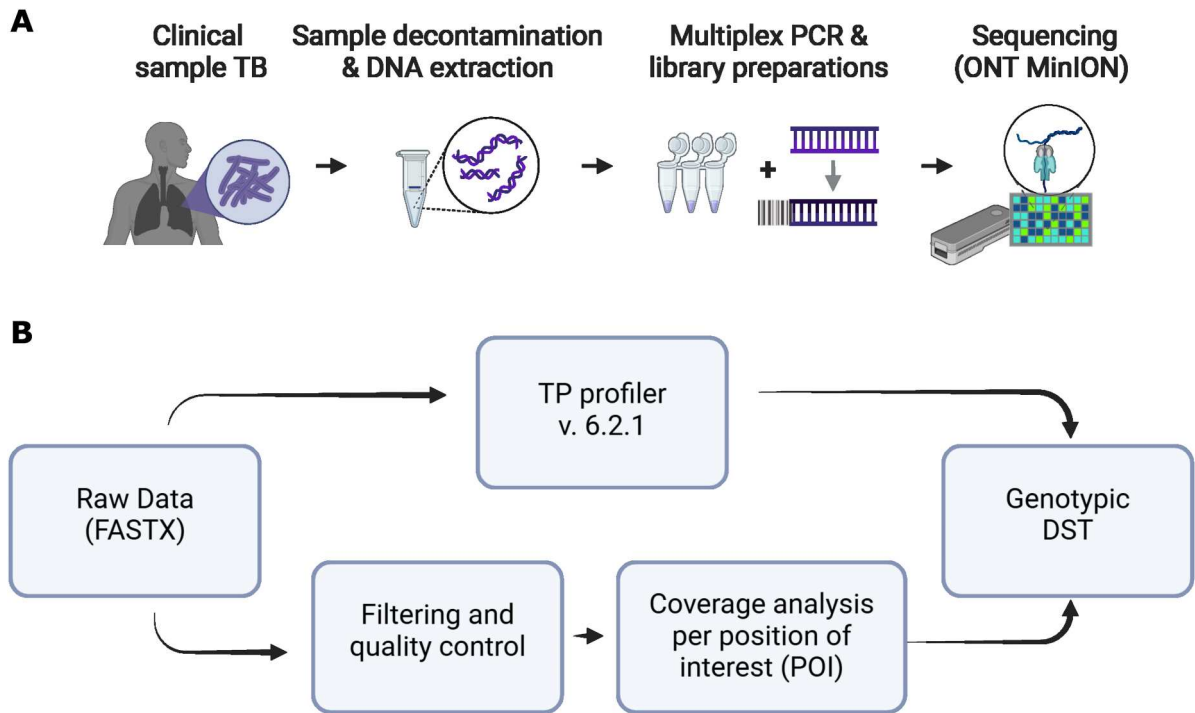 A
Clinical
sample TB
Sample decontamination
& DNA extraction
Multiplex PCR &
library preparations
Sequencing
(ONT MinION)
B
TP profiler
v. 6.2.1
Raw Data
(FASTX)
Genotypic
DST
Filtering and
quality control
Coverage analysis
per position of
interest (POI)